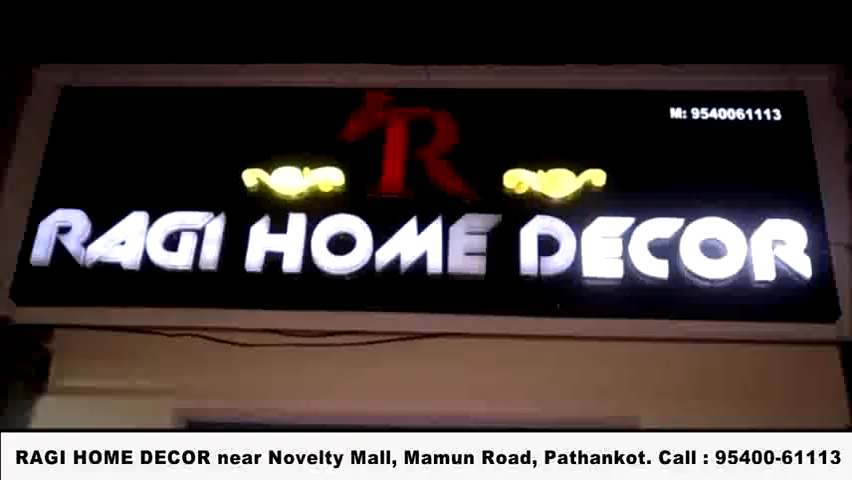 R
M: 9540061113
RAGI HOME DECOR
RAGI HOME DECOR near Novelty Mall, Mamun Road, Pathankot. Call : 95400-61113